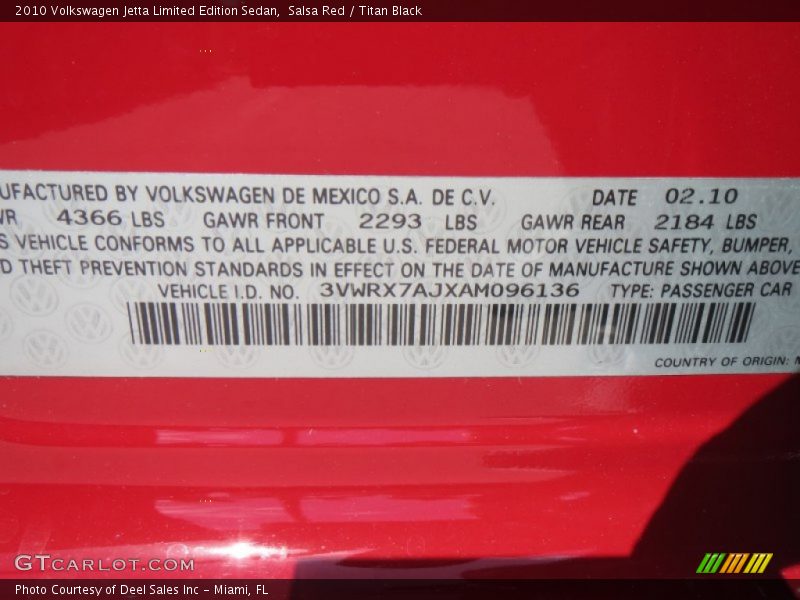 2010 Volkswagen Jetta Limited Edition Sedan, Salsa Red / Titan Black
UFACTURED BY VOLKSWAGEN DE MEXICO S.A. DE C.V. DATE 02.10
WR 4366 LBS GAWR FRONT 2293 LBS GAWR REAR 2184 LBS
S VEHICLE CONFORMS TO ALL APPLICABLE U.S. FEDERAL MOTOR VEHICLE SAFETY, BUMPER,
D THEFT PREVENTION STANDARDS IN EFFECT ON THE DATE OF MANUFACTURE SHOWN ABOVE
VEHICLE I.D. NO. 3VWRX7AJXAM096136 TYPE: PASSENGER CAR
COUNTRY OF ORIGIN: M
GTCARLOT.COM
Photo Courtesy of Deel Sales Inc - Miami, FL